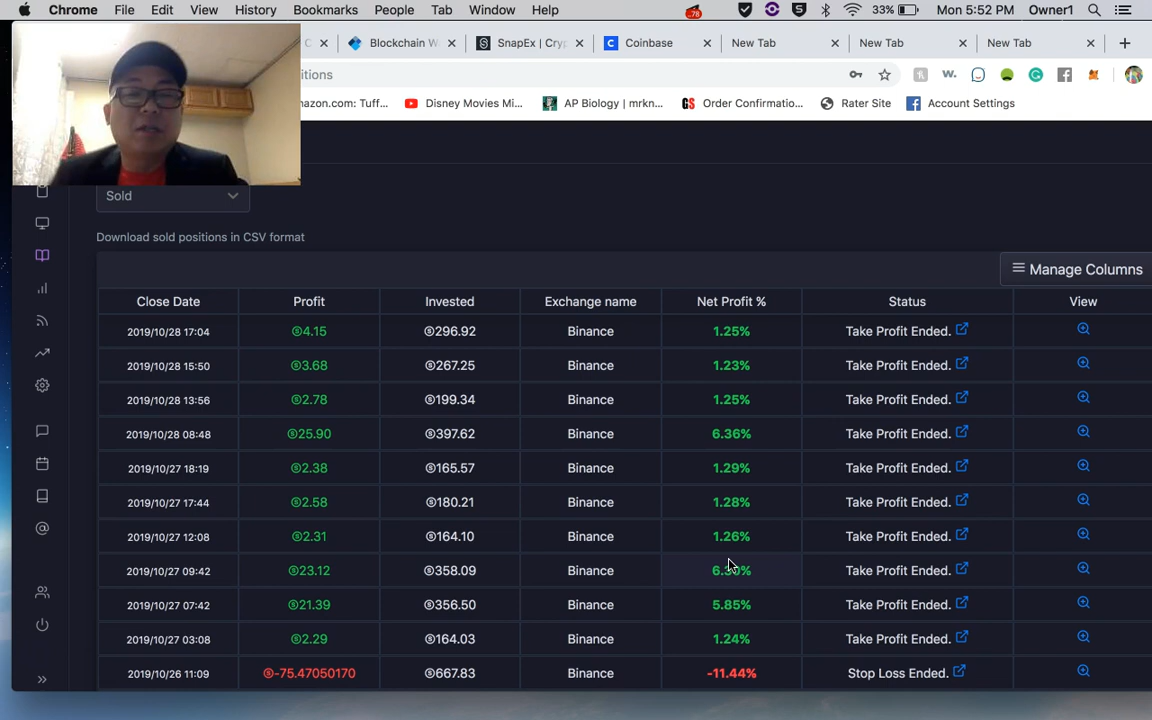 Chrome File Edit View History Bookmarks People Tab Window Help 33% Mon 5:52 PM Owner1
Blockchain W SnapEx | Cryp Coinbase New Tab New Tab New Tab
itions
mazon.com: Tuff... Disney Movies Mi... AP Biology | mrkn... GS Order Confirmatio... Rater Site Account Settings
Sold
Download sold positions in CSV format
Manage Columns
Close Date Profit Invested Exchange name Net Profit % Status View
2019/10/28 17:04 4.15 296.92 Binance 1.25% Take Profit Ended.
2019/10/28 15:50 3.68 267.25 Binance 1.23% Take Profit Ended.
2019/10/28 13:56 2.78 199.34 Binance 1.25% Take Profit Ended.
2019/10/28 08:48 25.90 397.62 Binance 6.36% Take Profit Ended.
2019/10/27 18:19 2.38 165.57 Binance 1.29% Take Profit Ended.
2019/10/27 17:44 2.58 180.21 Binance 1.28% Take Profit Ended.
2019/10/27 12:08 2.31 164.10 Binance 1.26% Take Profit Ended.
2019/10/27 09:42 23.12 358.09 Binance Take Profit Ended.
2019/10/27 07:42 21.39 356.50 Binance 5.85% Take Profit Ended.
2019/10/27 03:08 2.29 164.03 Binance 1.24% Take Profit Ended.
2019/10/26 11:09 -75.47050170 667.83 Binance -11.44% Stop Loss Ended.